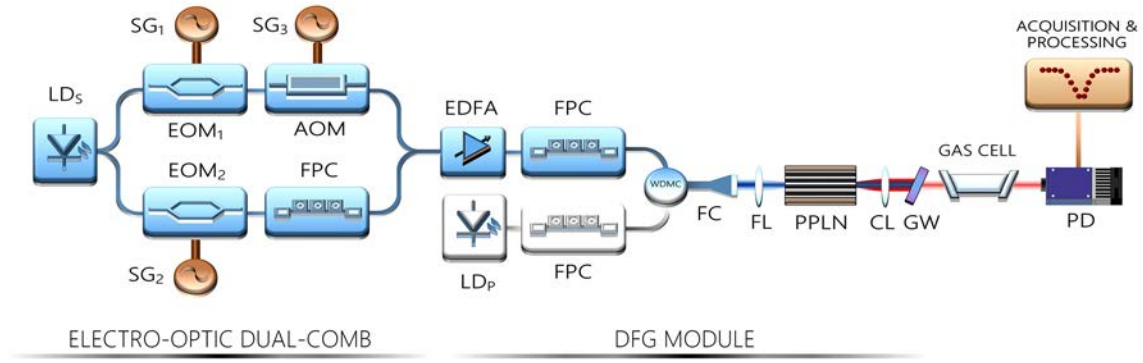 SG₁
SG₃
ACQUISITION &
PROCESSING
LDS
EOM₁
AOM
EDFA
FPC
EOM₂
FPC
WDMC
GAS CELL
FC
FL
PPLN
CL
GW
PD
SG₂
LDP
FPC
ELECTRO-OPTIC DUAL-COMB
DFG MODULE